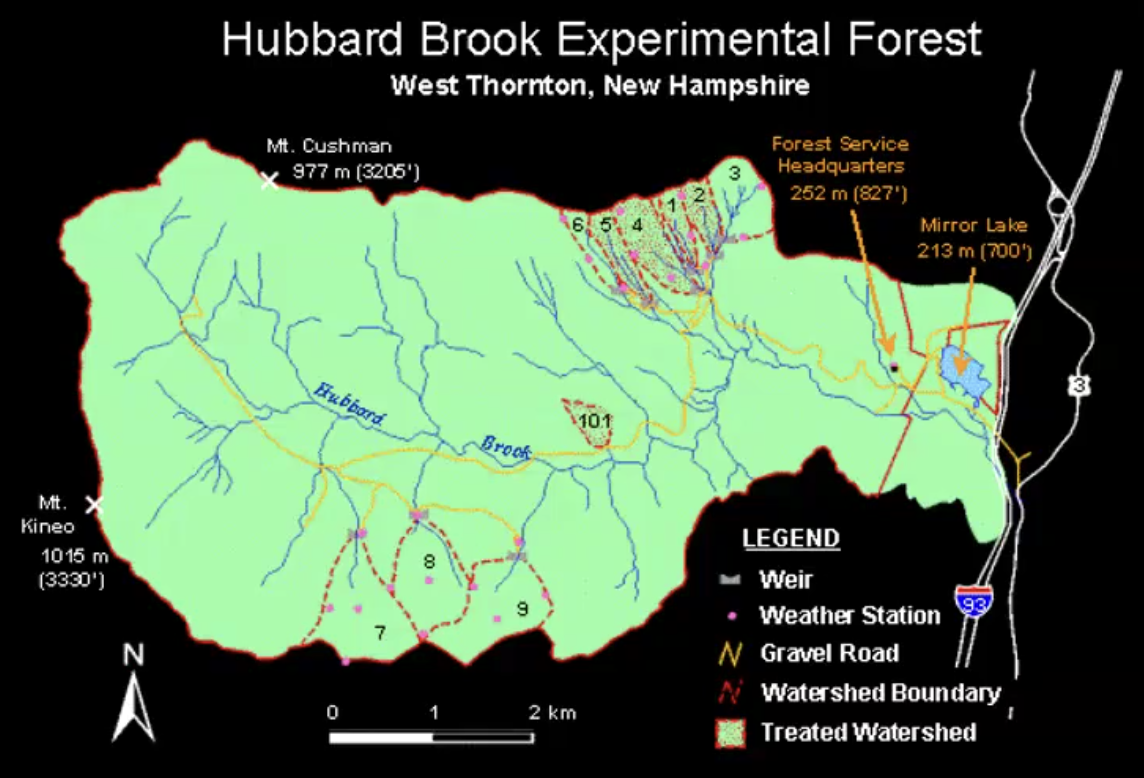 Hubbard Brook Experimental Forest
West Thornton, New Hampshire
Mt. Cushman
977 m (3205')
Forest Service
Headquarters
252 m (827')
Mirror Lake
213 m (700')
3
2
1
6
5
4
3
Hubbard
Brook
101
Mt.
Kineo
1015 m
(3330')
8
9
7
LEGEND
Weir
Weather Station
Gravel Road
Watershed Boundary
Treated Watershed
93
N
0
1
2 km